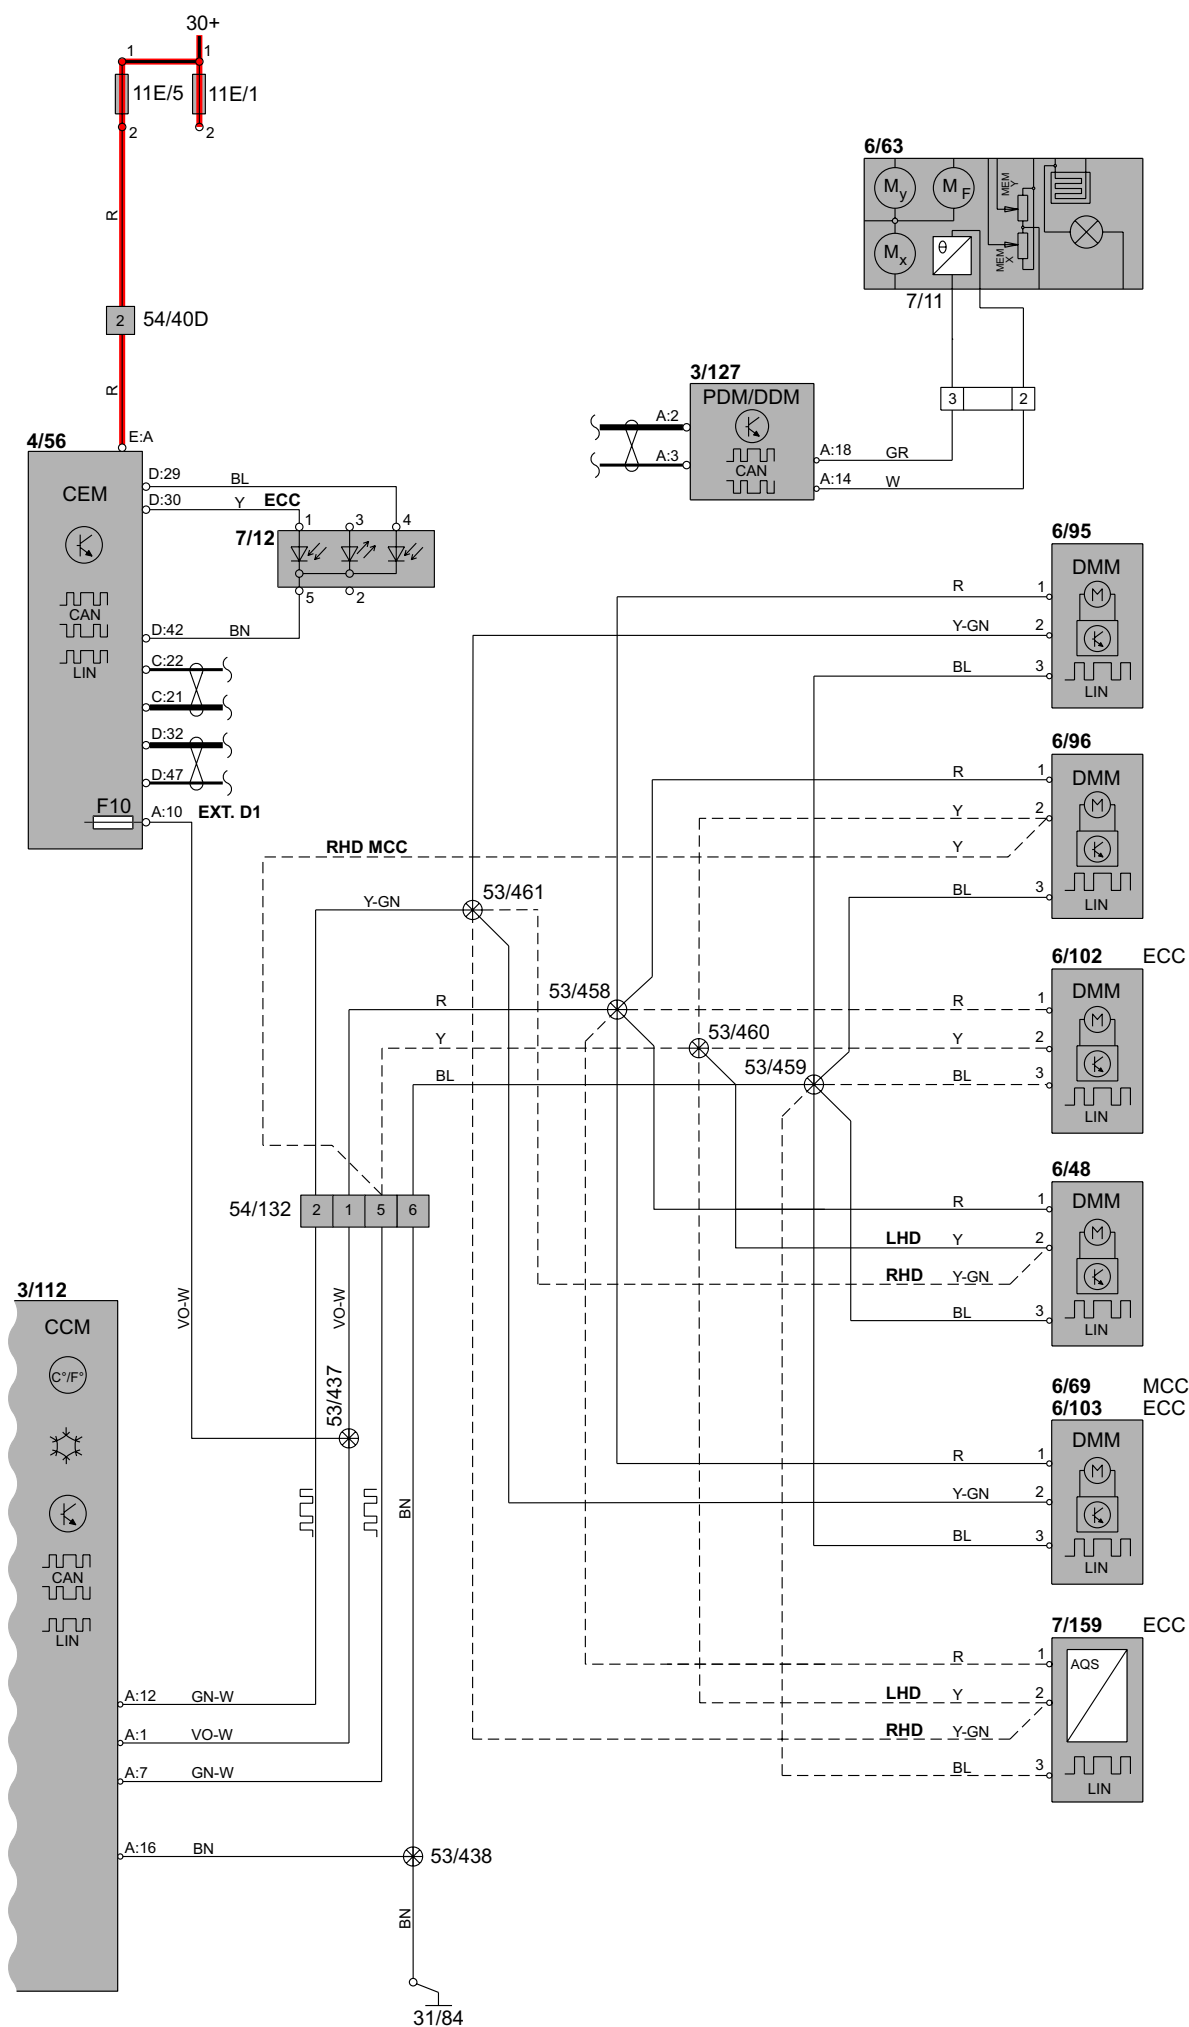 30+
1
1
11E/5
11E/1
2
2
R
2
54/40D
R
4/56
E:A
CEM
CAN
LIN
D:29
BL
D:30
Y
ECC
7/12
1
3
4
5
2
D:42
BN
C:22
C:21
D:32
D:47
F10
A:10
EXT. D1
6/63
My
MF
Mx
MEM Y
MEM X
θ
7/11
3
2
3/127
PDM/DDM
CAN
A:2
A:3
A:18
GR
A:14
W
6/95
DMM
M
LIN
R
1
Y-GN
2
BL
3
6/96
DMM
M
LIN
R
1
Y
2
RHD MCC
Y
BL
3
Y-GN
53/461
6/102
ECC
DMM
M
LIN
53/458
R
R
1
53/460
Y
Y
2
53/459
BL
BL
3
6/48
DMM
M
LIN
R
1
LHD
Y
2
RHD
Y-GN
BL
3
54/132
2
1
5
6
3/112
CCM
C°/F°
CAN
LIN
VO-W
VO-W
53/437
BN
6/69
MCC
6/103
ECC
DMM
M
LIN
R
1
Y-GN
2
BL
3
7/159
ECC
AQS
LIN
R
1
LHD
Y
2
RHD
Y-GN
BL
3
A:12
GN-W
A:1
VO-W
A:7
GN-W
A:16
BN
53/438
BN
31/84